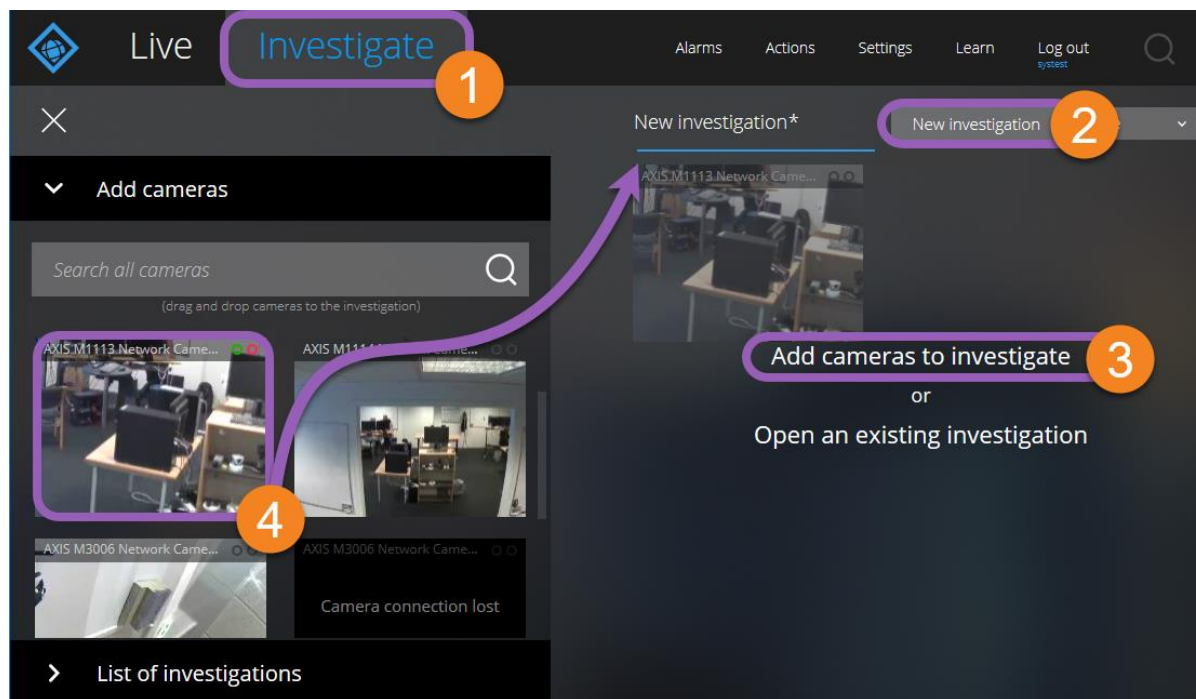 Live
Investigate
1
Alarms
Actions
Settings
Learn
Log out
systest
New investigation*
New investigation
2
Add cameras
AXIS M1113 Network Came...
Search all cameras
(drag and drop cameras to the investigation)
AXIS M1113 Network Came...
AXIS M1114
Add cameras to investigate
3
or
Open an existing investigation
4
AXIS M3006 Network Came...
AXIS M3006 Network Came...
Camera connection lost
List of investigations